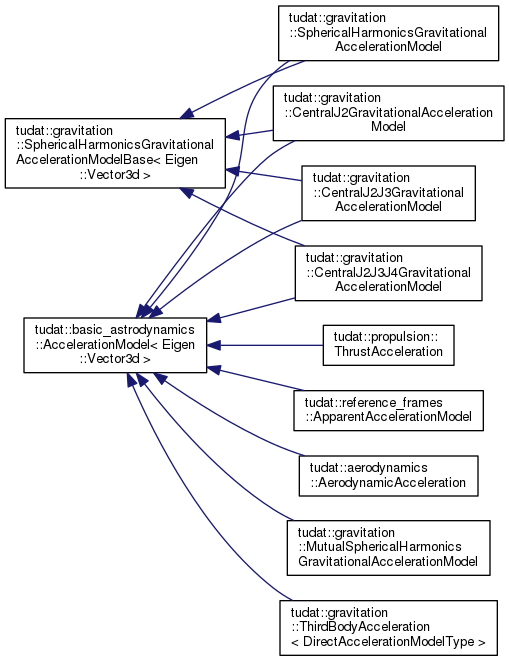 tudat::gravitation
::SphericalHarmonicsGravitational
AccelerationModel
tudat::gravitation
::CentralJ2GravitationalAcceleration
Model
tudat::gravitation
::SphericalHarmonicsGravitational
AccelerationModelBase< Eigen
::Vector3d >
tudat::gravitation
::CentralJ2J3Gravitational
AccelerationModel
tudat::gravitation
::CentralJ2J3J4Gravitational
AccelerationModel
tudat::basic_astrodynamics
::AccelerationModel< Eigen
::Vector3d >
tudat::propulsion::
ThrustAcceleration
tudat::reference_frames
::ApparentAccelerationModel
tudat::aerodynamics
::AerodynamicAcceleration
tudat::gravitation
::MutualSphericalHarmonics
GravitationalAccelerationModel
tudat::gravitation
::ThirdBodyAcceleration
< DirectAccelerationModelType >